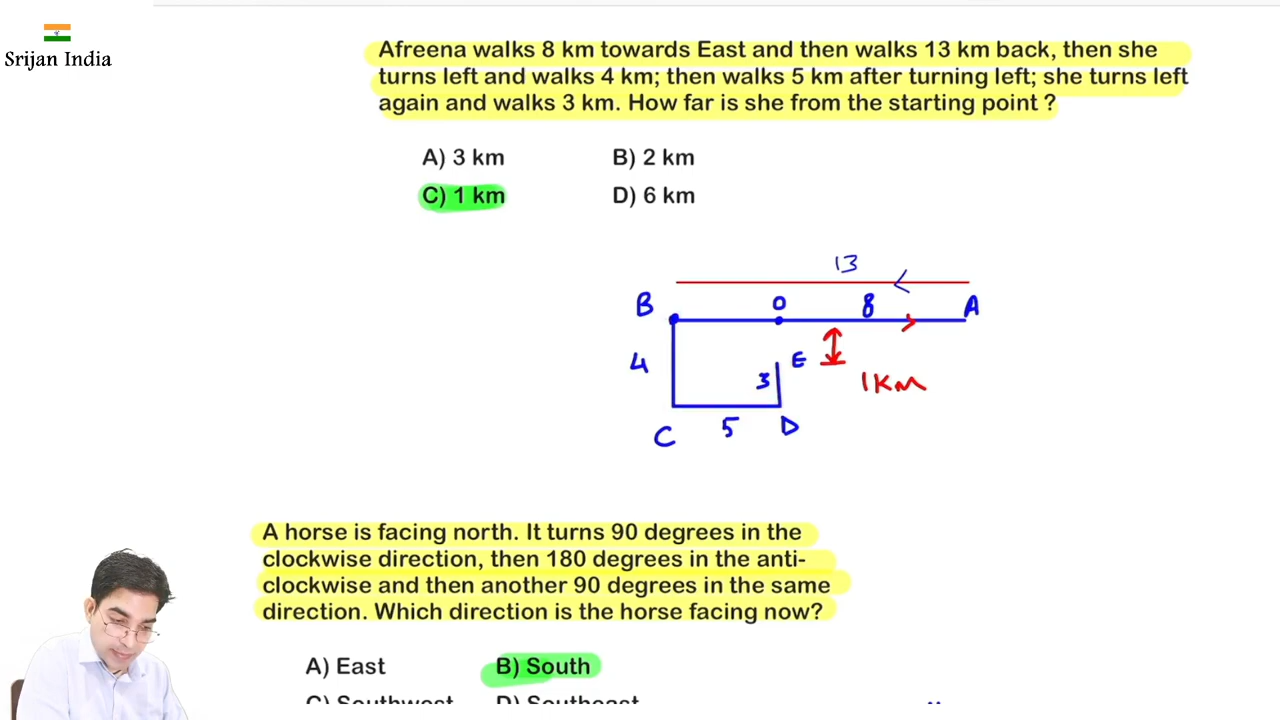 Srijan India
Afreena walks 8 km towards East and then walks 13 km back, then she
turns left and walks 4 km; then walks 5 km after turning left; she turns left
again and walks 3 km. How far is she from the starting point ?
A) 3 km B) 2 km
C) 1 km D) 6 km
13
B O 8 A
4 3 E 1KM
C 5 D
A horse is facing north. It turns 90 degrees in the
clockwise direction, then 180 degrees in the anti-
clockwise and then another 90 degrees in the same
direction. Which direction is the horse facing now?
A) East B) South
C) Southwest D) Southeast